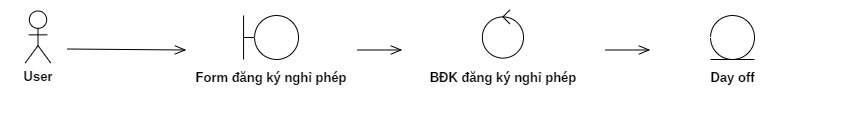 User
Form đăng ký nghỉ phép
BĐK đăng ký nghỉ phép
Day off